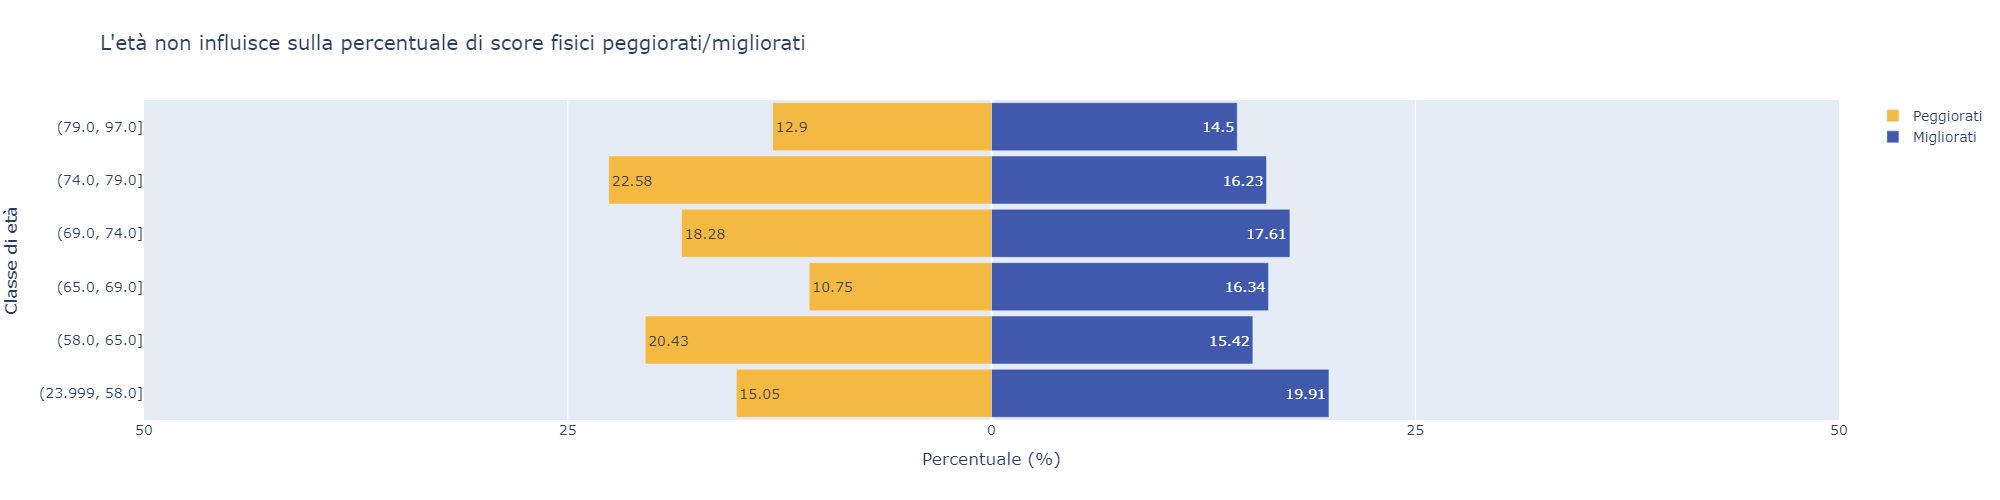 L'età non influisce sulla percentuale di score fisici peggiorati/migliorati
Peggiorati
Migliorati
Classe di età
(79.0, 97.0] 12.9 14.5
(74.0, 79.0] 22.58 16.23
(69.0, 74.0] 18.28 17.61
(65.0, 69.0] 10.75 16.34
(58.0, 65.0] 20.43 15.42
(23.999, 58.0] 15.05 19.91
50 25 0 25 50
Percentuale (%)